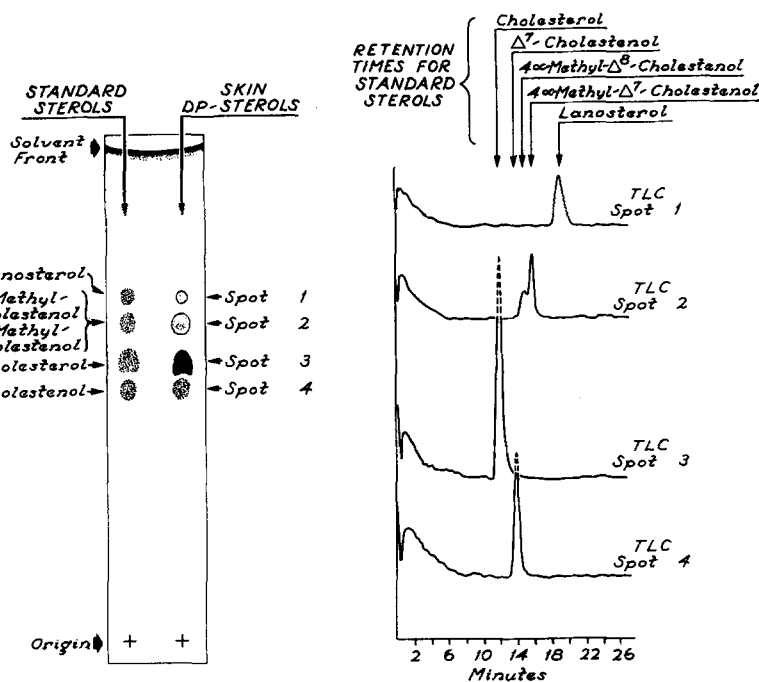 STANDARD
STEROLS
SKIN
DP-STEROLS
Solvent
Front
nosterol
Methyl-
olestenol
Methyl-
olestenol
olesterol
olestenol
Spot 1
Spot 2
Spot 3
Spot 4
Origin
+ +
RETENTION
TIMES FOR
STANDARD
STEROLS
Cholesterol
Δ⁷-Cholestenol
4∝Methyl-Δ⁸-Cholestenol
4∝Methyl-Δ⁷-Cholestenol
Lanosterol
TLC
Spot 1
TLC
Spot 2
TLC
Spot 3
TLC
Spot 4
2 6 10 14 18 22 26
Minutes